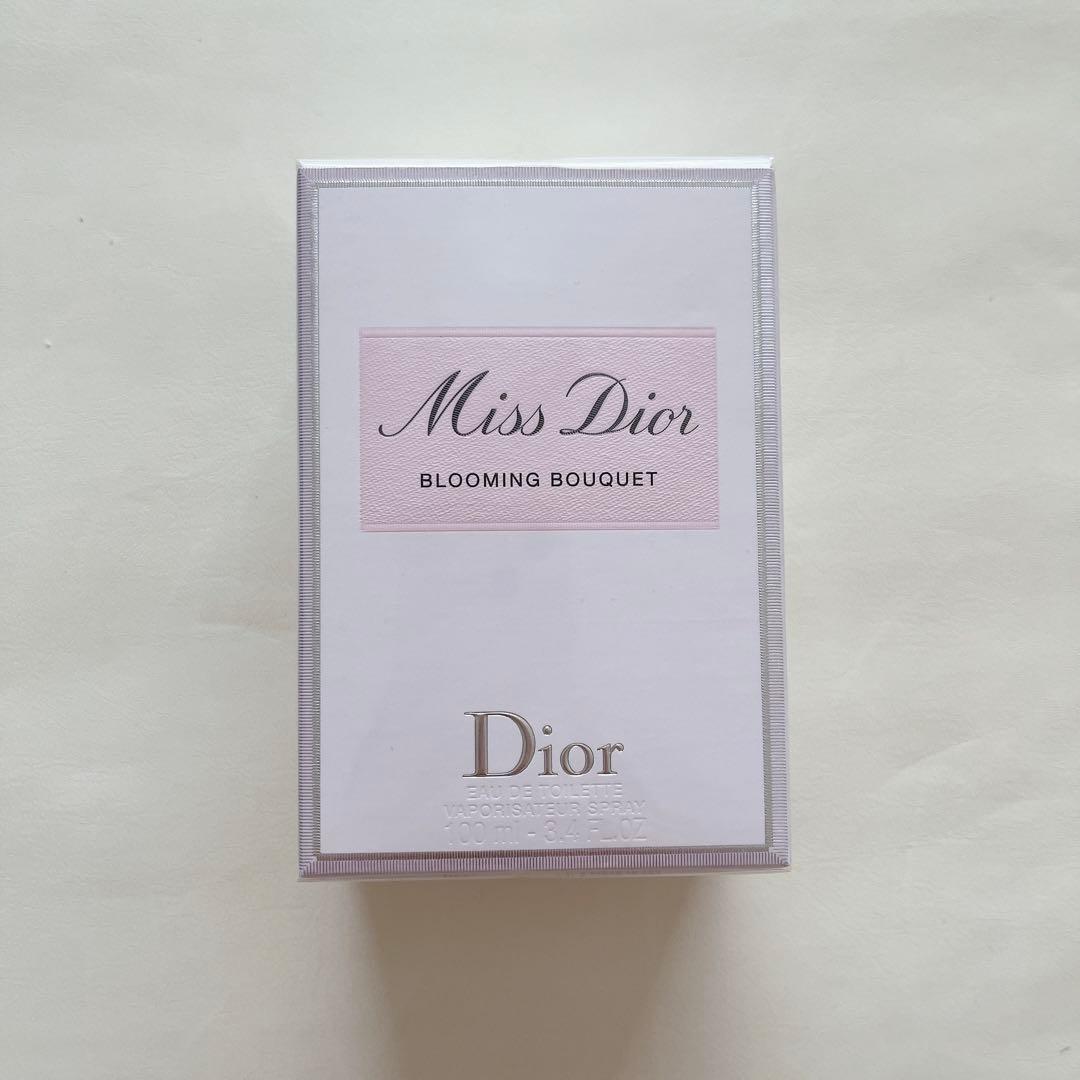 Miss Dior
BLOOMING BOUQUET
Dior
EAU DE TOILETTE
VAPORISATEUR SPRAY
100 ml - 3.4 FL.OZ